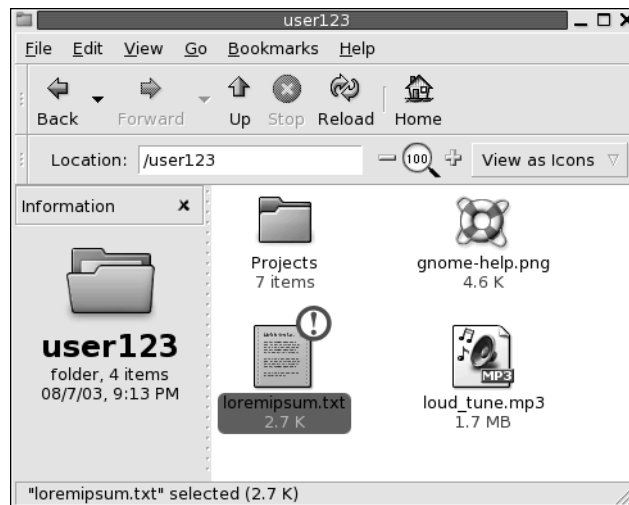 user123
File Edit View Go Bookmarks Help
Back Forward Up Stop Reload Home
Location: /user123 100 View as Icons
Information
user123
folder, 4 items
08/7/03, 9:13 PM
Projects
7 items
gnome-help.png
4.6 K
loremipsum.txt
2.7 K
MP3
loud_tune.mp3
1.7 MB
"loremipsum.txt" selected (2.7 K)